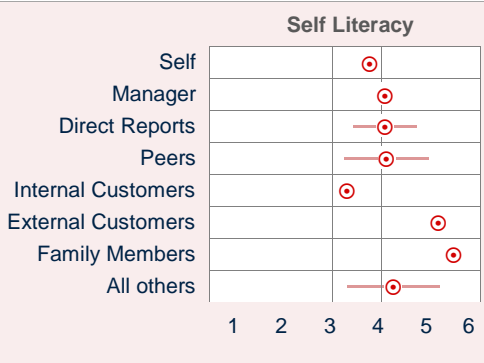 Self Literacy
Self
Manager
Direct Reports
Peers
Internal Customers
External Customers
Family Members
All others
1 2 3 4 5 6